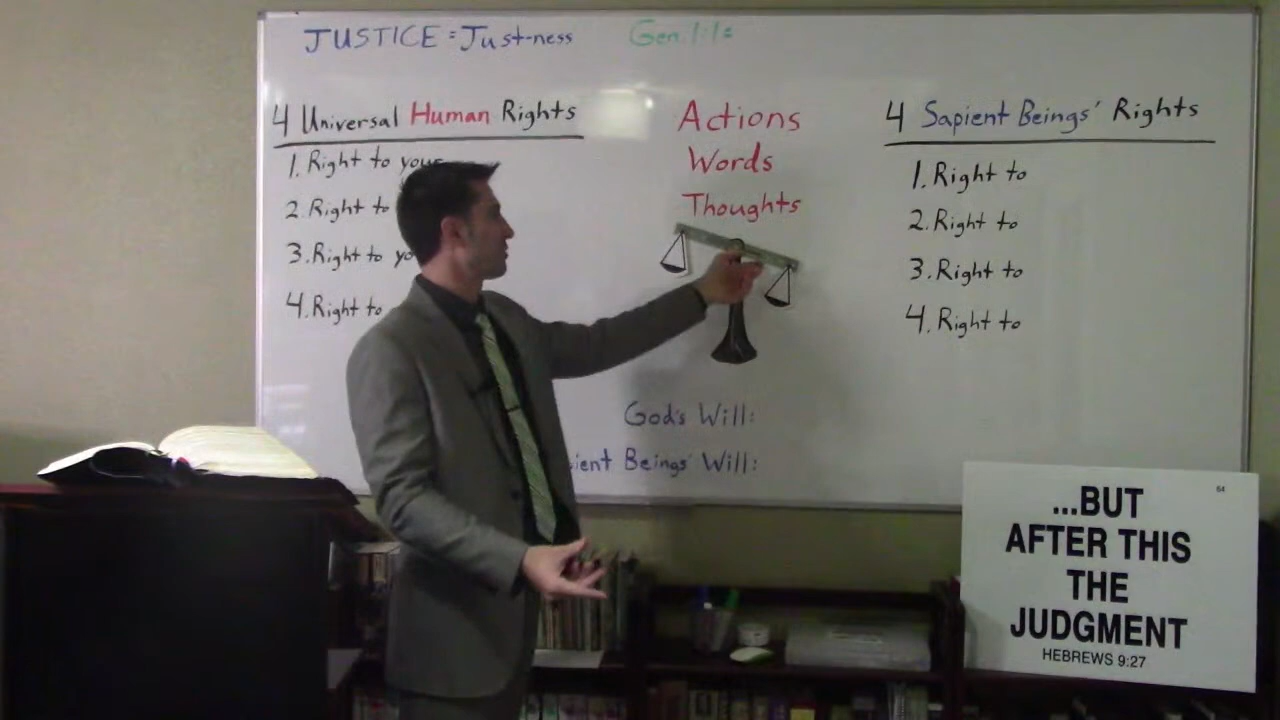 JUSTICE = Just-ness
Gen. 1:1:
4 Universal Human Rights
1. Right to your
2. Right to
3. Right to yo
4. Right to
Actions
Words
Thoughts
God's Will:
ient Beings' Will:
4 Sapient Beings' Rights
1. Right to
2. Right to
3. Right to
4. Right to
64
...BUT
AFTER THIS
THE
JUDGMENT
HEBREWS 9:27